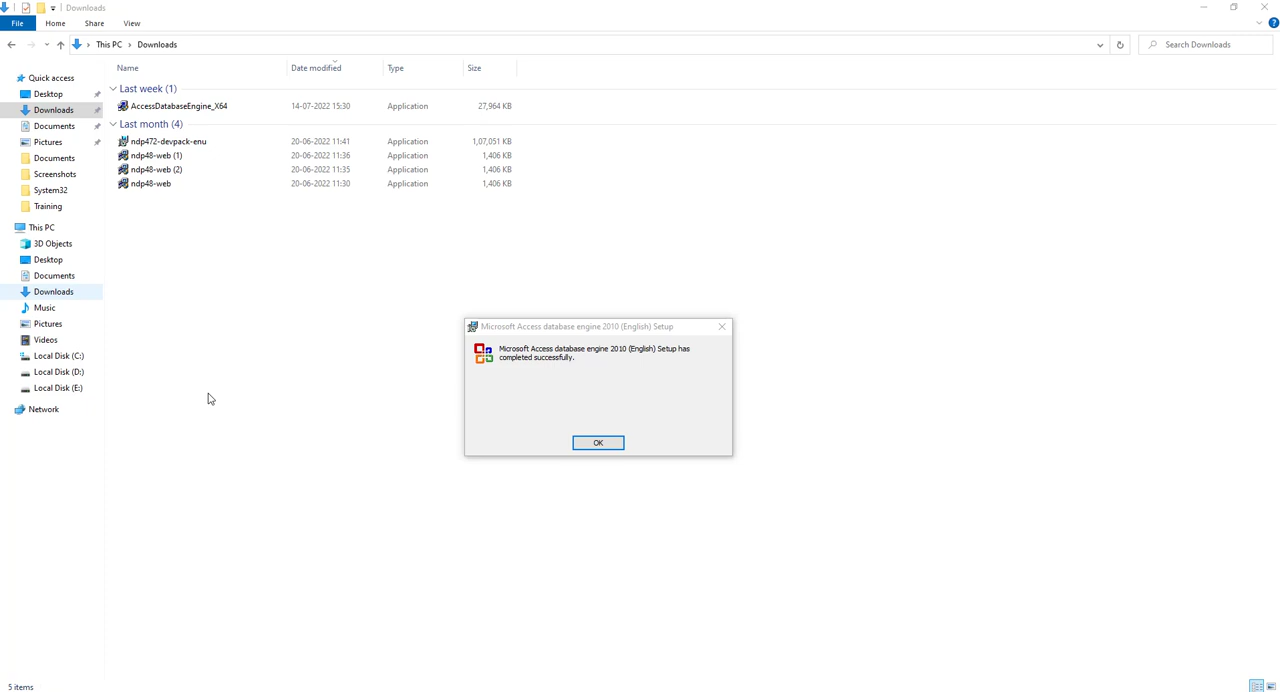 Downloads
File Home Share View
This PC > Downloads
Search Downloads
Name Date modified Type Size
Quick access
Desktop
Downloads
Documents
Pictures
Documents
Screenshots
System32
Training
This PC
3D Objects
Desktop
Documents
Downloads
Music
Pictures
Videos
Local Disk (C:)
Local Disk (D:)
Local Disk (E:)
Network
Last week (1)
AccessDatabaseEngine_X64 14-07-2022 15:30 Application 27,964 KB
Last month (4)
ndp472-devpack-enu 20-06-2022 11:41 Application 1,07,051 KB
ndp48-web (1) 20-06-2022 11:36 Application 1,406 KB
ndp48-web (2) 20-06-2022 11:35 Application 1,406 KB
ndp48-web 20-06-2022 11:30 Application 1,406 KB
Microsoft Access database engine 2010 (English) Setup
Microsoft Access database engine 2010 (English) Setup has
completed successfully.
OK
5 items